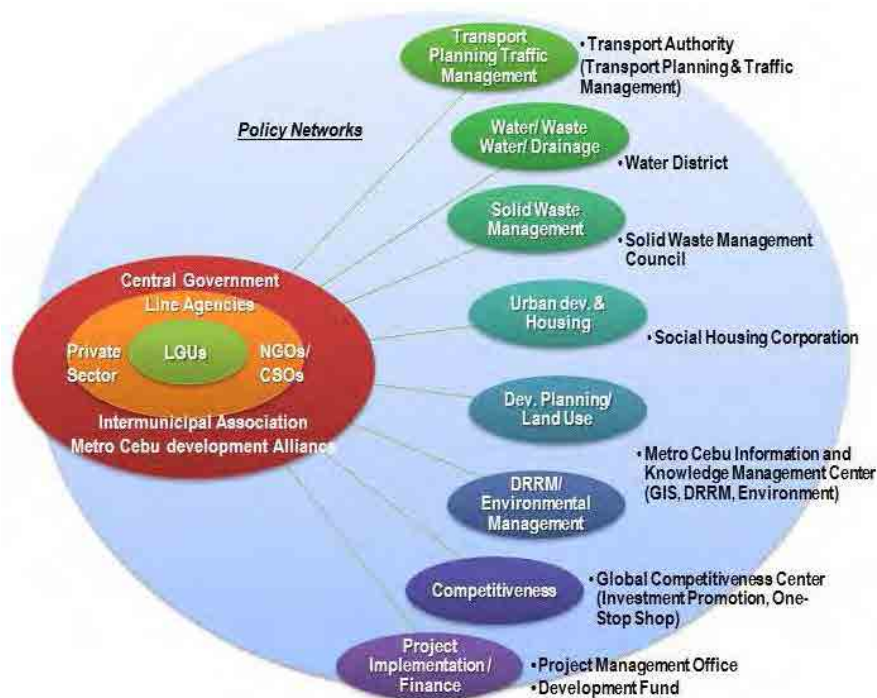 Transport
Planning Traffic
Management
• Transport Authority
(Transport Planning & Traffic
Management)
Policy Networks
Water/ Waste
Water/ Drainage
• Water District
Solid Waste
Management
• Solid Waste Management
Council
Central Government
Line Agencies
Private
Sector
LGUs
NGOs/
CSOs
Intermunicipal Association
Metro Cebu development Alliance
Urban dev. &
Housing
• Social Housing Corporation
Dev. Planning/
Land Use
• Metro Cebu Information and
Knowledge Management Center
(GIS, DRRM, Environment)
DRRM/
Environmental
Management
Competitiveness
• Global Competitiveness Center
(Investment Promotion, One-
Stop Shop)
Project
Implementation /
Finance
• Project Management Office
• Development Fund